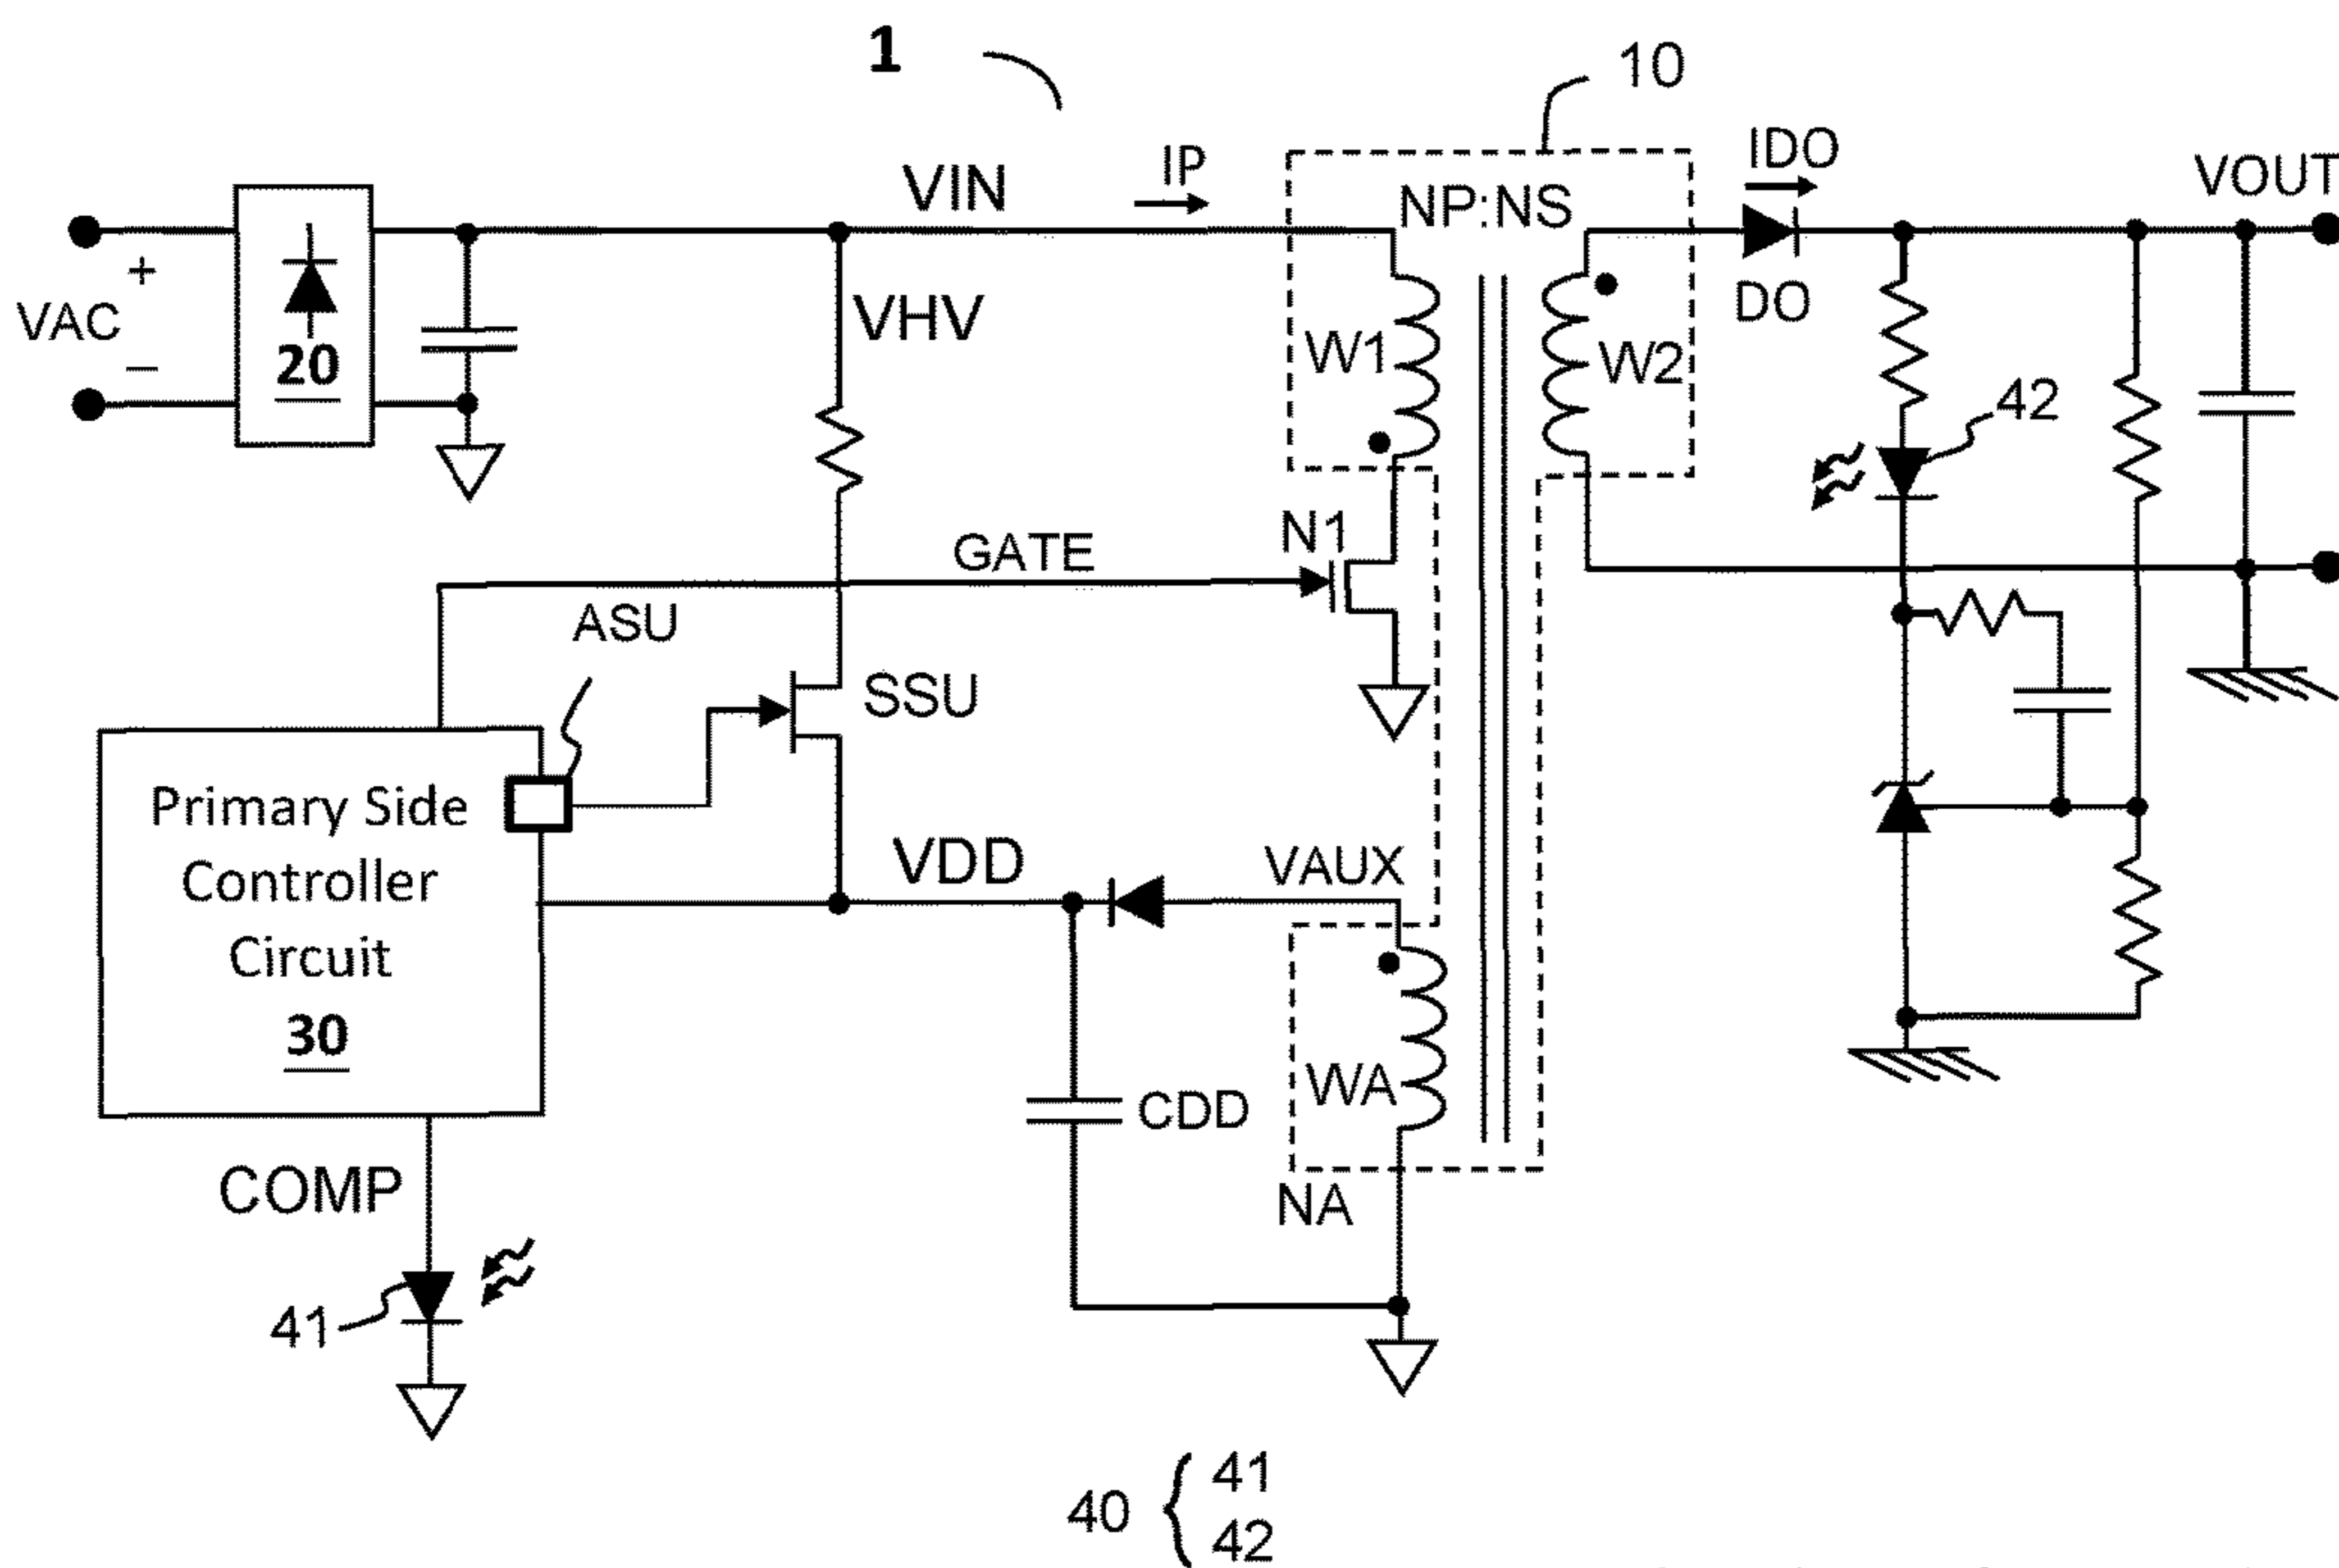 1
10
IP
IDO
VOUT
VIN
NP:NS
+
VAC
−
20
VHV
W1
W2
DO
42
N1
GATE
ASU
SSU
Primary Side
Controller
Circuit
30
VDD
VAUX
WA
CDD
NA
COMP
41
40 { 41
42